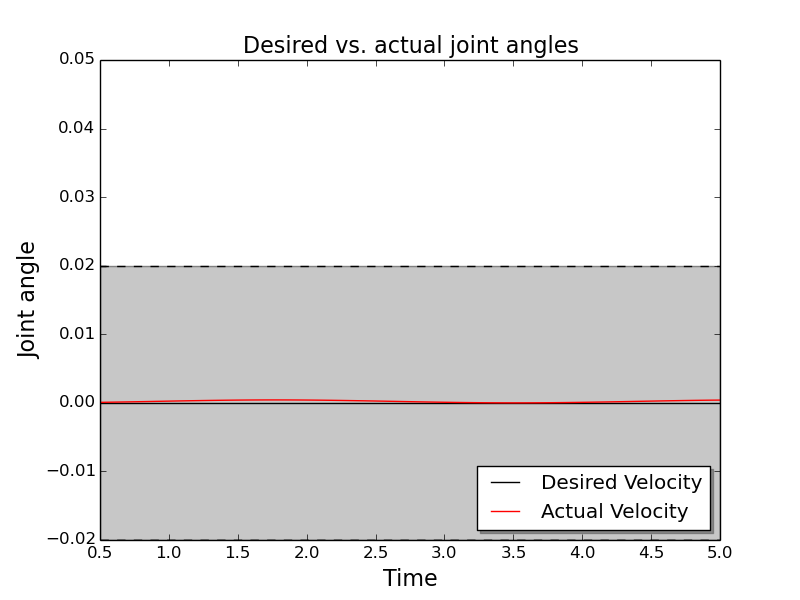 Desired vs. actual joint angles
0.05
0.04
0.03
0.02
0.01
0.00
−0.01
−0.02
Joint angle
Desired Velocity
Actual Velocity
0.5 1.0 1.5 2.0 2.5 3.0 3.5 4.0 4.5 5.0
Time